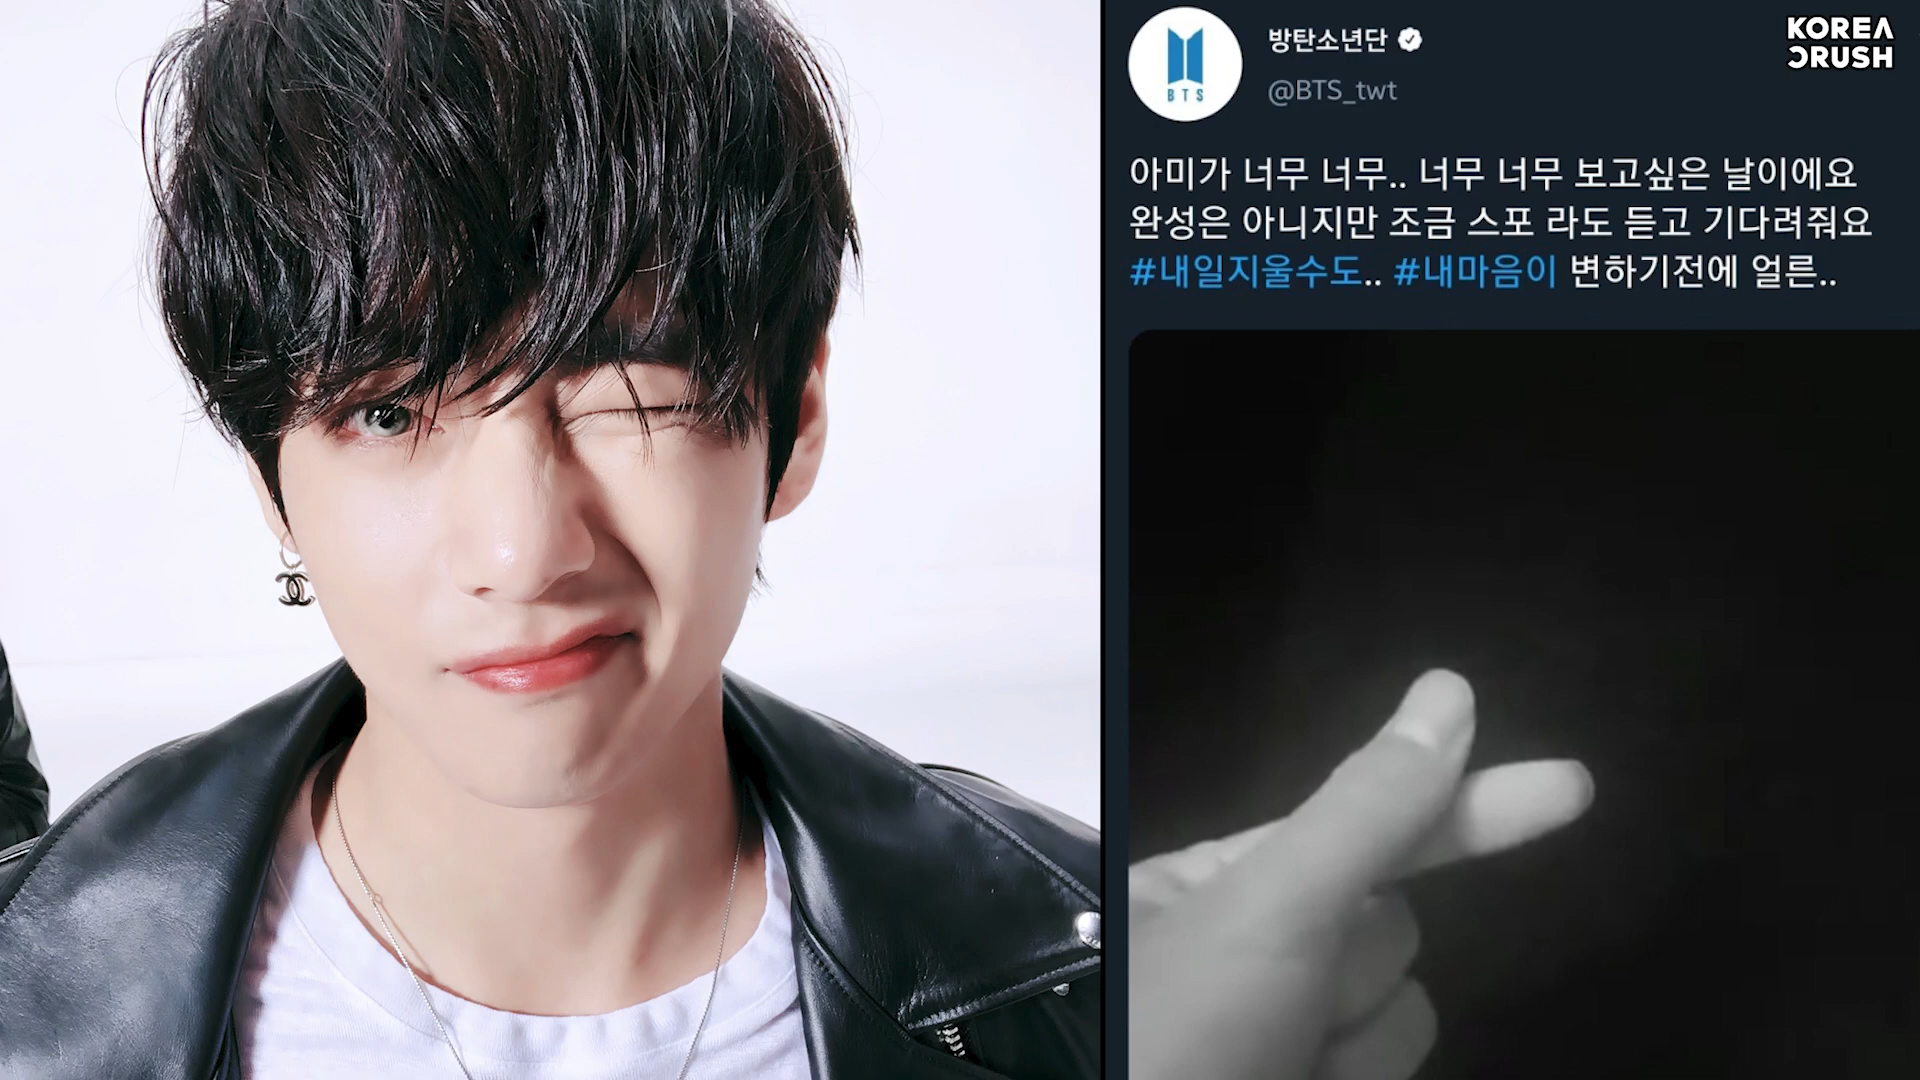 방탄소년단
@BTS_twt
BTS
KOREA
CRUSH
아미가 너무 너무.. 너무 너무 보고싶은 날이에요
완성은 아니지만 조금 스포 라도 듣고 기다려줘요
#내일지울수도.. #내마음이 변하기전에 얼른..